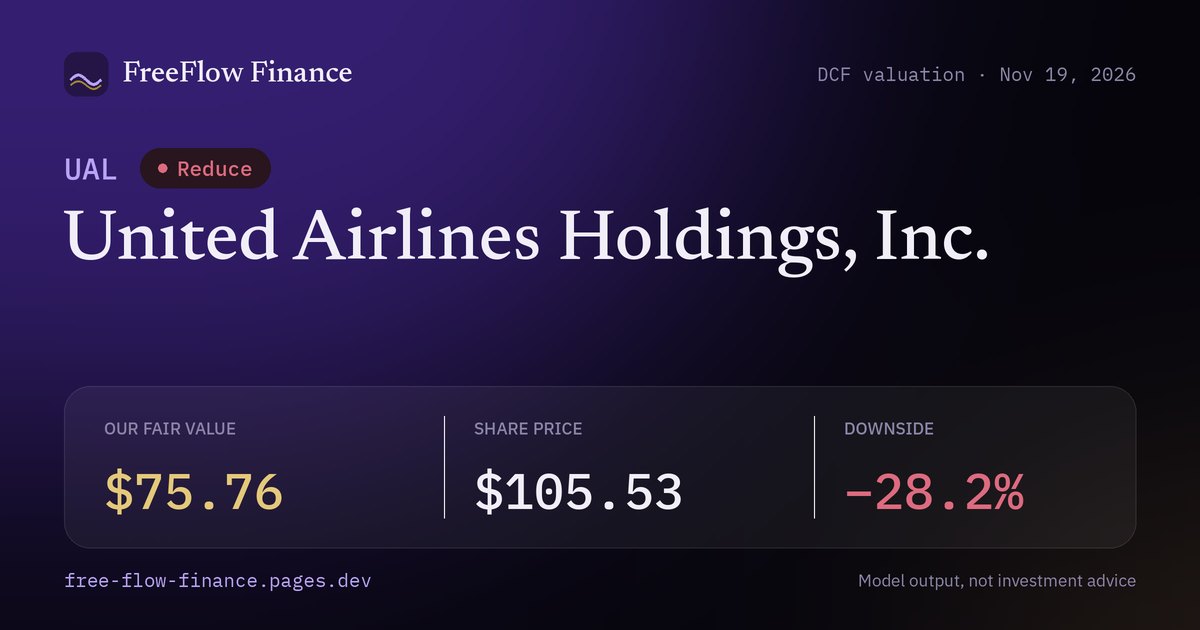 FreeFlow Finance
DCF valuation · Nov 19, 2026
UAL
Reduce
United Airlines Holdings, Inc.
OUR FAIR VALUE
$75.76
SHARE PRICE
$105.53
DOWNSIDE
−28.2%
free-flow-finance.pages.dev
Model output, not investment advice